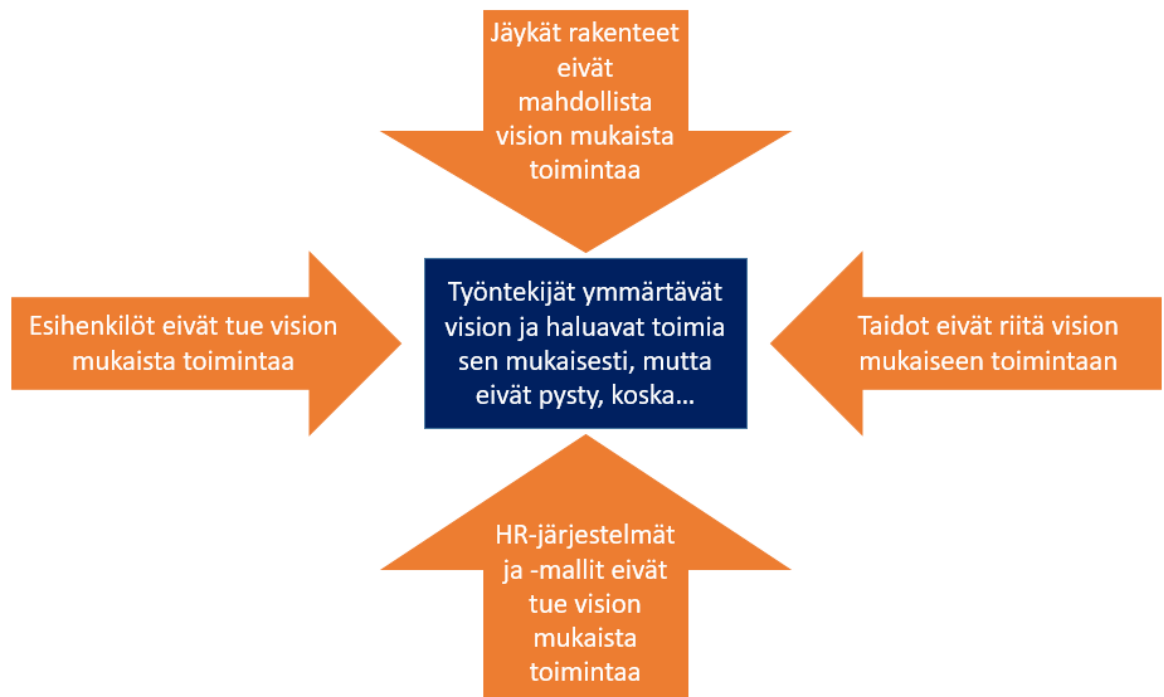 Jäykät rakenteet
eivät
mahdollista
vision mukaista
toimintaa
Esihenkilöt eivät tue vision
mukaista toimintaa
Työntekijät ymmärtävät
vision ja haluavat toimia
sen mukaisesti, mutta
eivät pysty, koska...
Taidot eivät riitä vision
mukaiseen toimintaan
HR-järjestelmät
ja -mallit eivät
tue vision
mukaista
toimintaa